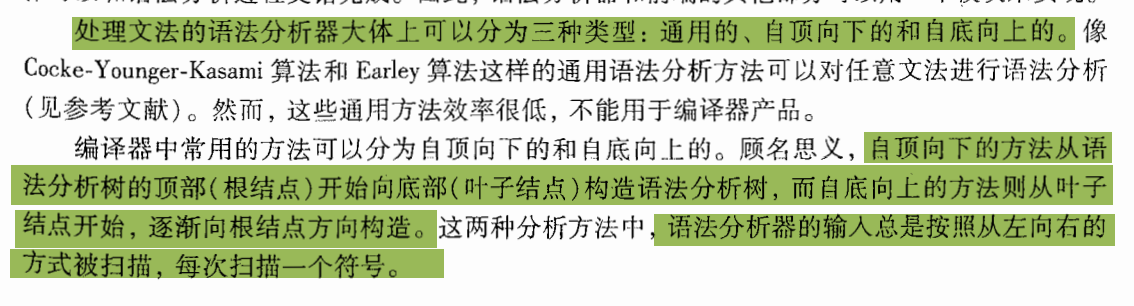 处理文法的语法分析器大体上可以分为三种类型：通用的、自顶向下的和自底向上的。像
Cocke-Younger-Kasami 算法和 Earley 算法这样的通用语法分析方法可以对任意文法进行语法分析
（见参考文献）。然而，这些通用方法效率很低，不能用于编译器产品。
编译器中常用的方法可以分为自顶向下的和自底向上的。顾名思义，自顶向下的方法从语
法分析树的顶部(根结点)开始向底部(叶子结点)构造语法分析树，而自底向上的方法则从叶子
结点开始，逐渐向根结点方向构造。这两种分析方法中，语法分析器的输入总是按照从左向右的
方式被扫描，每次扫描一个符号。